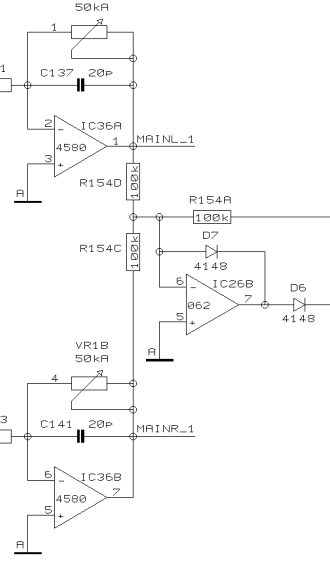 50kA
1
1
C137 20p
IC36A
2 -
4580
1
MAINL_1
3 +
A
R154D
100k
R154A
100k
R154C
100k
D7
4148
6 -
IC26B
D6
062
7
4148
5 +
A
VR1B
50kA
4
3
C141 20p
MAINR_1
6 -
IC36B
4580
7
5 +
A